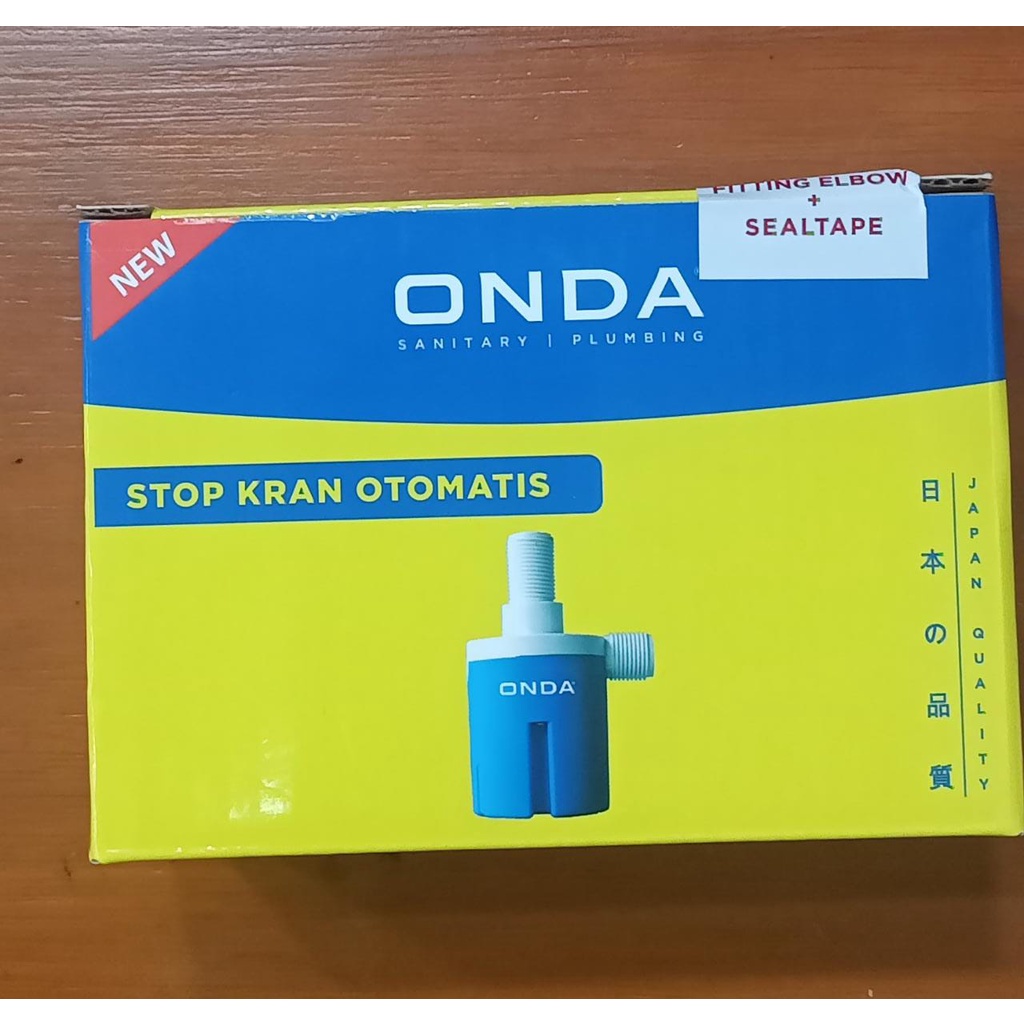 FITTING ELBOW
+
SEALTAPE
NEW
ONDA
SANITARY | PLUMBING
STOP KRAN OTOMATIS
ONDA
日本の品質
JAPAN QUALITY